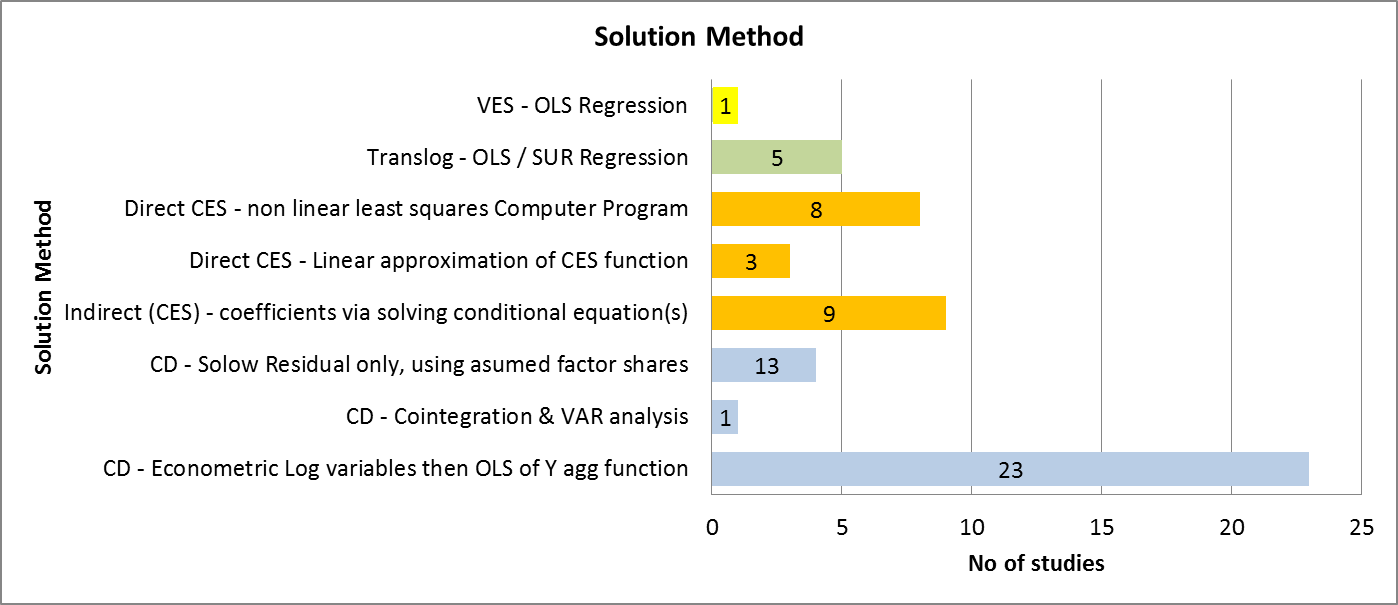 Solution Method
VES - OLS Regression
1
Translog - OLS / SUR Regression
5
Direct CES - non linear least squares Computer Program
8
Direct CES - Linear approximation of CES function
3
Indirect (CES) - coefficients via solving conditional equation(s)
9
CD - Solow Residual only, using asumed factor shares
13
CD - Cointegration & VAR analysis
1
CD - Econometric Log variables then OLS of Y agg function
23
Solution Method
0 5 10 15 20 25
No of studies